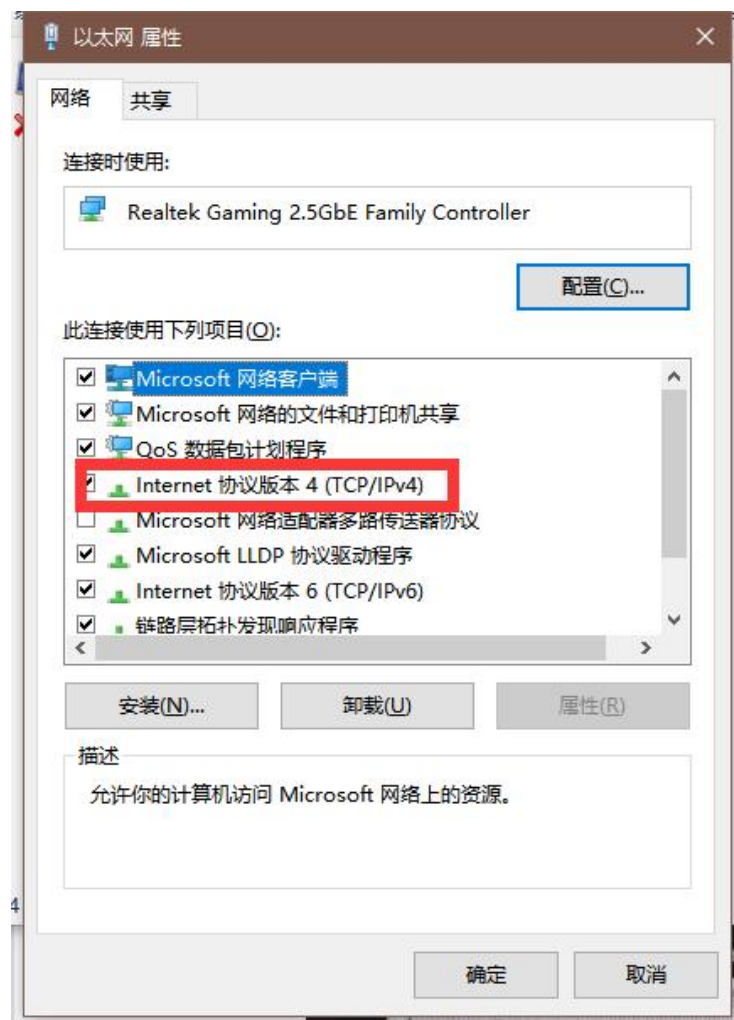 以太网 属性
网络
共享
连接时使用:
Realtek Gaming 2.5GbE Family Controller
配置(C)...
此连接使用下列项目(O):
Microsoft 网络客户端
Microsoft 网络的文件和打印机共享
QoS 数据包计划程序
Internet 协议版本 4 (TCP/IPv4)
Microsoft 网络适配器多路传送器协议
Microsoft LLDP 协议驱动程序
Internet 协议版本 6 (TCP/IPv6)
链路层拓扑发现响应程序
安装(N)...
卸载(U)
属性(R)
描述
允许你的计算机访问 Microsoft 网络上的资源。
4
确定
取消